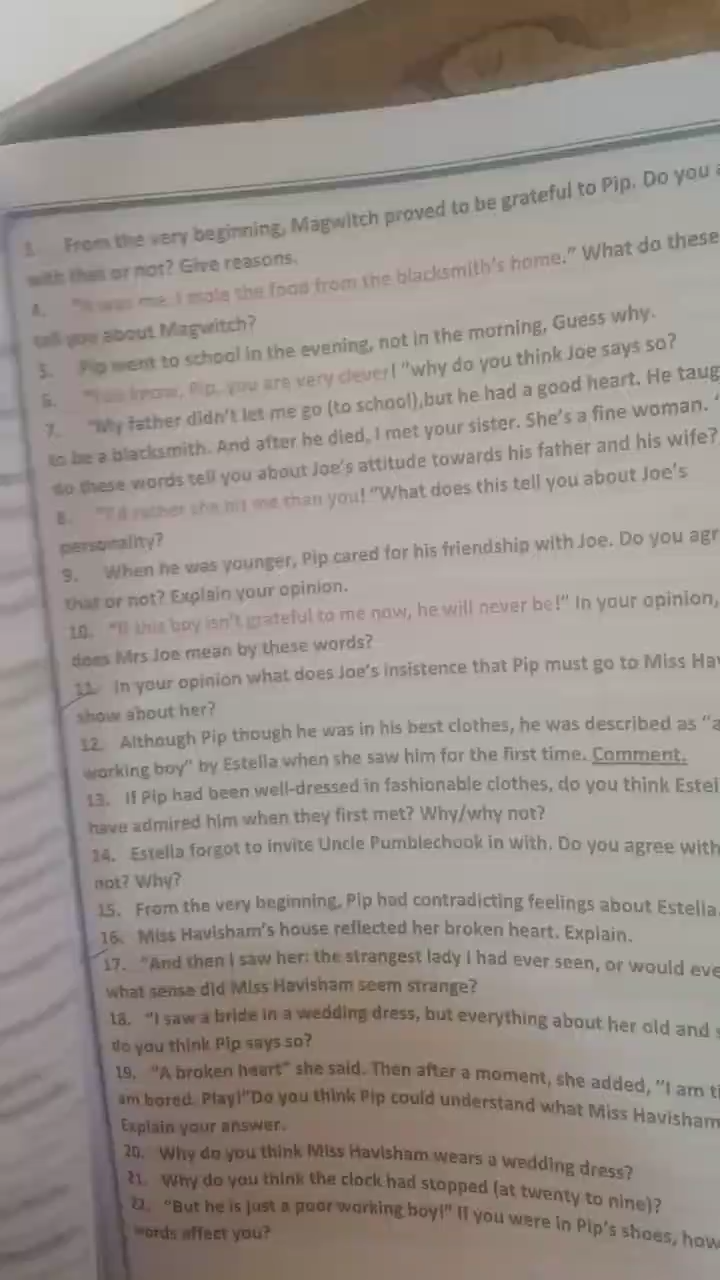 3. From the very beginning, Magwitch proved to be grateful to Pip. Do you
with that or not? Give reasons.
4. "It was me. I stole the food from the blacksmith's home." What do these
tell you about Magwitch?
5. Pip went to school in the evening, not in the morning, Guess why.
6. "You know, Pip, you are very clever! "why do you think Joe says so?
7. "My father didn't let me go (to school),but he had a good heart. He taug
to be a blacksmith. And after he died, I met your sister. She's a fine woman. "
do these words tell you about Joe's attitude towards his father and his wife?
8. "I'd rather she hit me than you! "What does this tell you about Joe's
personality?
9. When he was younger, Pip cared for his friendship with Joe. Do you agr
that or not? Explain your opinion.
10. "If this boy isn't grateful to me now, he will never be!" In your opinion,
does Mrs Joe mean by these words?
11. In your opinion what does Joe's insistence that Pip must go to Miss Hav
show about her?
12. Although Pip though he was in his best clothes, he was described as "a
working boy" by Estella when she saw him for the first time. Comment.
13. If Pip had been well-dressed in fashionable clothes, do you think Estel
have admired him when they first met? Why/why not?
14. Estella forgot to invite Uncle Pumblechook in with. Do you agree with
not? Why?
15. From the very beginning, Pip had contradicting feelings about Estella.
16. Miss Havisham's house reflected her broken heart. Explain.
17. "And then I saw her: the strangest lady I had ever seen, or would eve
what sense did Miss Havisham seem strange?
18. "I saw a bride in a wedding dress, but everything about her old and s
do you think Pip says so?
19. "A broken heart" she said. Then after a moment, she added, "I am ti
am bored. Play!"Do you think Pip could understand what Miss Havisham
Explain your answer.
20. Why do you think Miss Havisham wears a wedding dress?
21. Why do you think the clock had stopped (at twenty to nine)?
22. "But he is just a poor working boy!" If you were in Pip's shoes, how
words affect you?